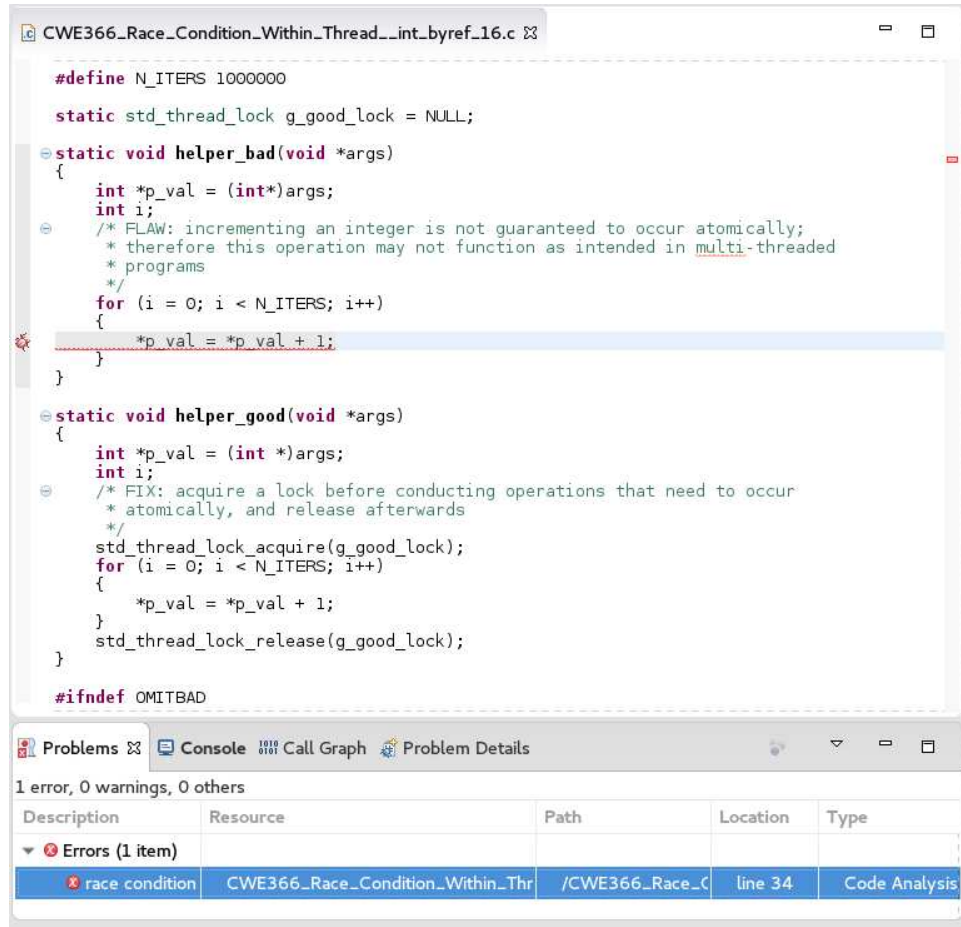 CWE366_Race_Condition_Within_Thread__int_byref_16.c
#define N_ITERS 1000000
static std_thread_lock g_good_lock = NULL;
static void helper_bad(void *args)
{
int *p_val = (int*)args;
int i;
/* FLAW: incrementing an integer is not guaranteed to occur atomically;
* therefore this operation may not function as intended in multi-threaded
* programs
*/
for (i = 0; i < N_ITERS; i++)
{
*p_val = *p_val + 1;
}
}
static void helper_good(void *args)
{
int *p_val = (int *)args;
int i;
/* FIX: acquire a lock before conducting operations that need to occur
* atomically, and release afterwards
*/
std_thread_lock_acquire(g_good_lock);
for (i = 0; i < N_ITERS; i++)
{
*p_val = *p_val + 1;
}
std_thread_lock_release(g_good_lock);
}
#ifndef OMITBAD
Problems Console Call Graph Problem Details
1 error, 0 warnings, 0 others
Description Resource Path Location Type
Errors (1 item)
race condition CWE366_Race_Condition_Within_Thr /CWE366_Race_C line 34 Code Analysis